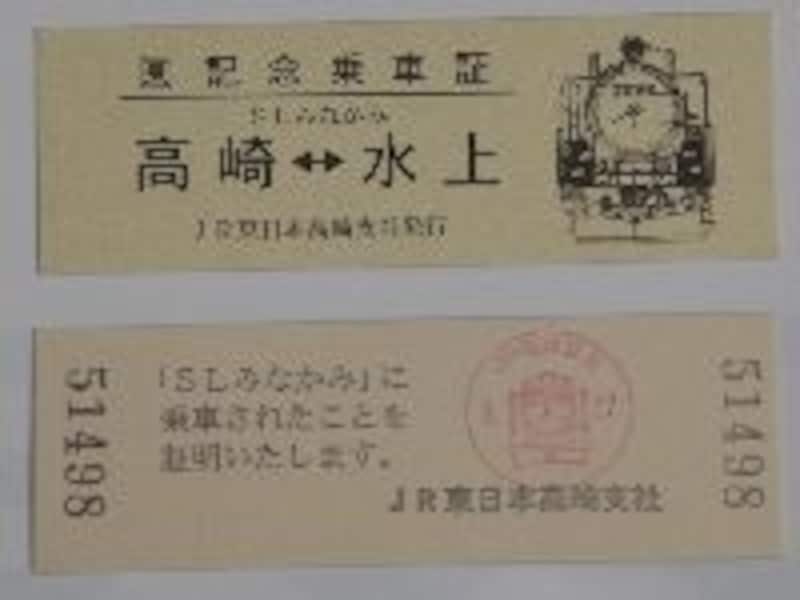 記念乗車証
SLみなかみ
高崎↔水上
JR東日本高崎支社発行
51498
「SLみなかみ」に
乗車されたことを
証明いたします。
JR東日本高崎支社
51498